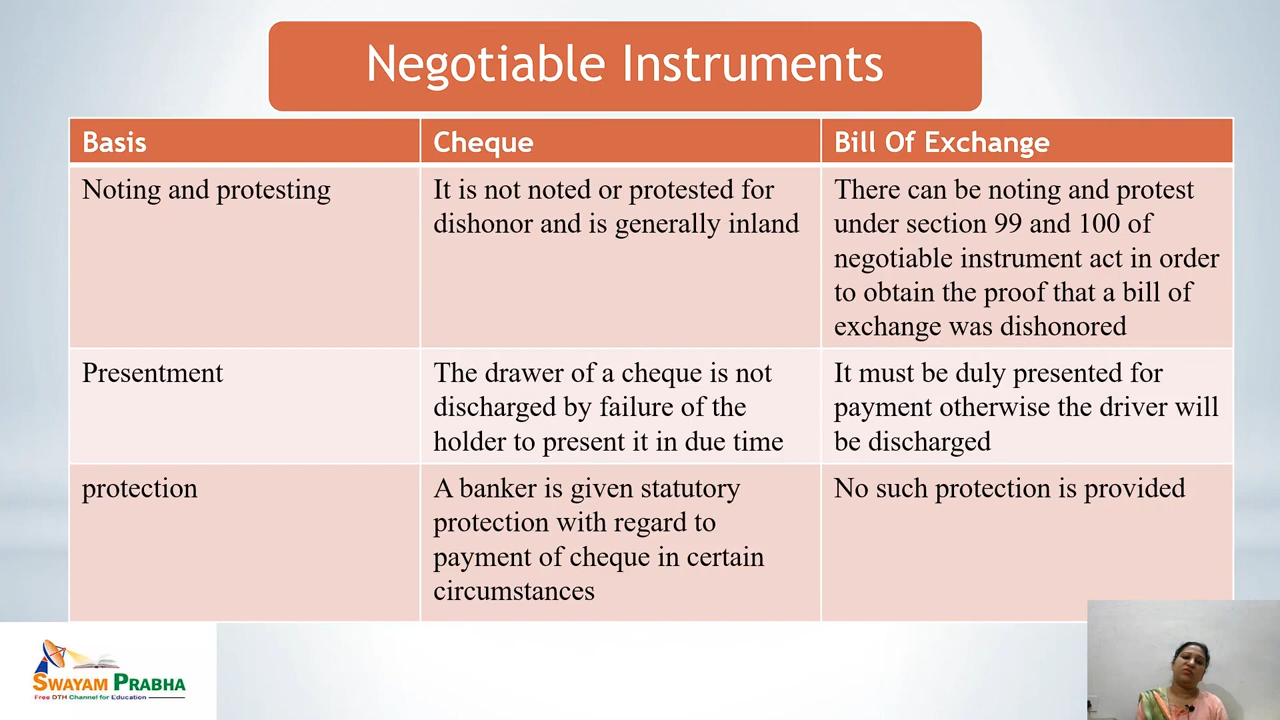 Negotiable Instruments
Basis
Cheque
Bill Of Exchange
Noting and protesting
It is not noted or protested for
dishonor and is generally inland
There can be noting and protest
under section 99 and 100 of
negotiable instrument act in order
to obtain the proof that a bill of
exchange was dishonored
Presentment
The drawer of a cheque is not
discharged by failure of the
holder to present it in due time
It must be duly presented for
payment otherwise the driver will
be discharged
protection
A banker is given statutory
protection with regard to
payment of cheque in certain
circumstances
No such protection is provided
SWAYAM PRABHA
Free DTH Channel for Education